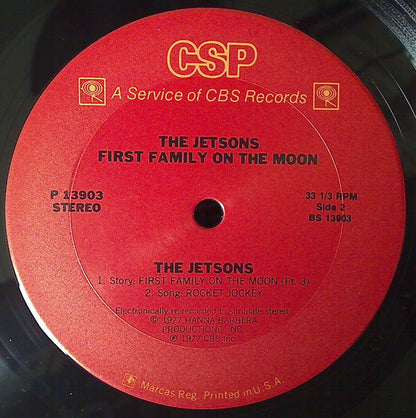 CSP
A Service of CBS Records
THE JETSONS
FIRST FAMILY ON THE MOON
P 13903
STEREO
33 1/3 RPM
Side 2
BS 13903
THE JETSONS
1. Story: FIRST FAMILY ON THE MOON (Pt. 3)
2. Song: ROCKET JOCKEY
Electronically re-recorded to simulate stereo.
© 1977 HANNA BARBERA
PRODUCTIONS, INC.
℗ 1977 CBS Inc.
Marcas Reg. Printed in U.S.A.